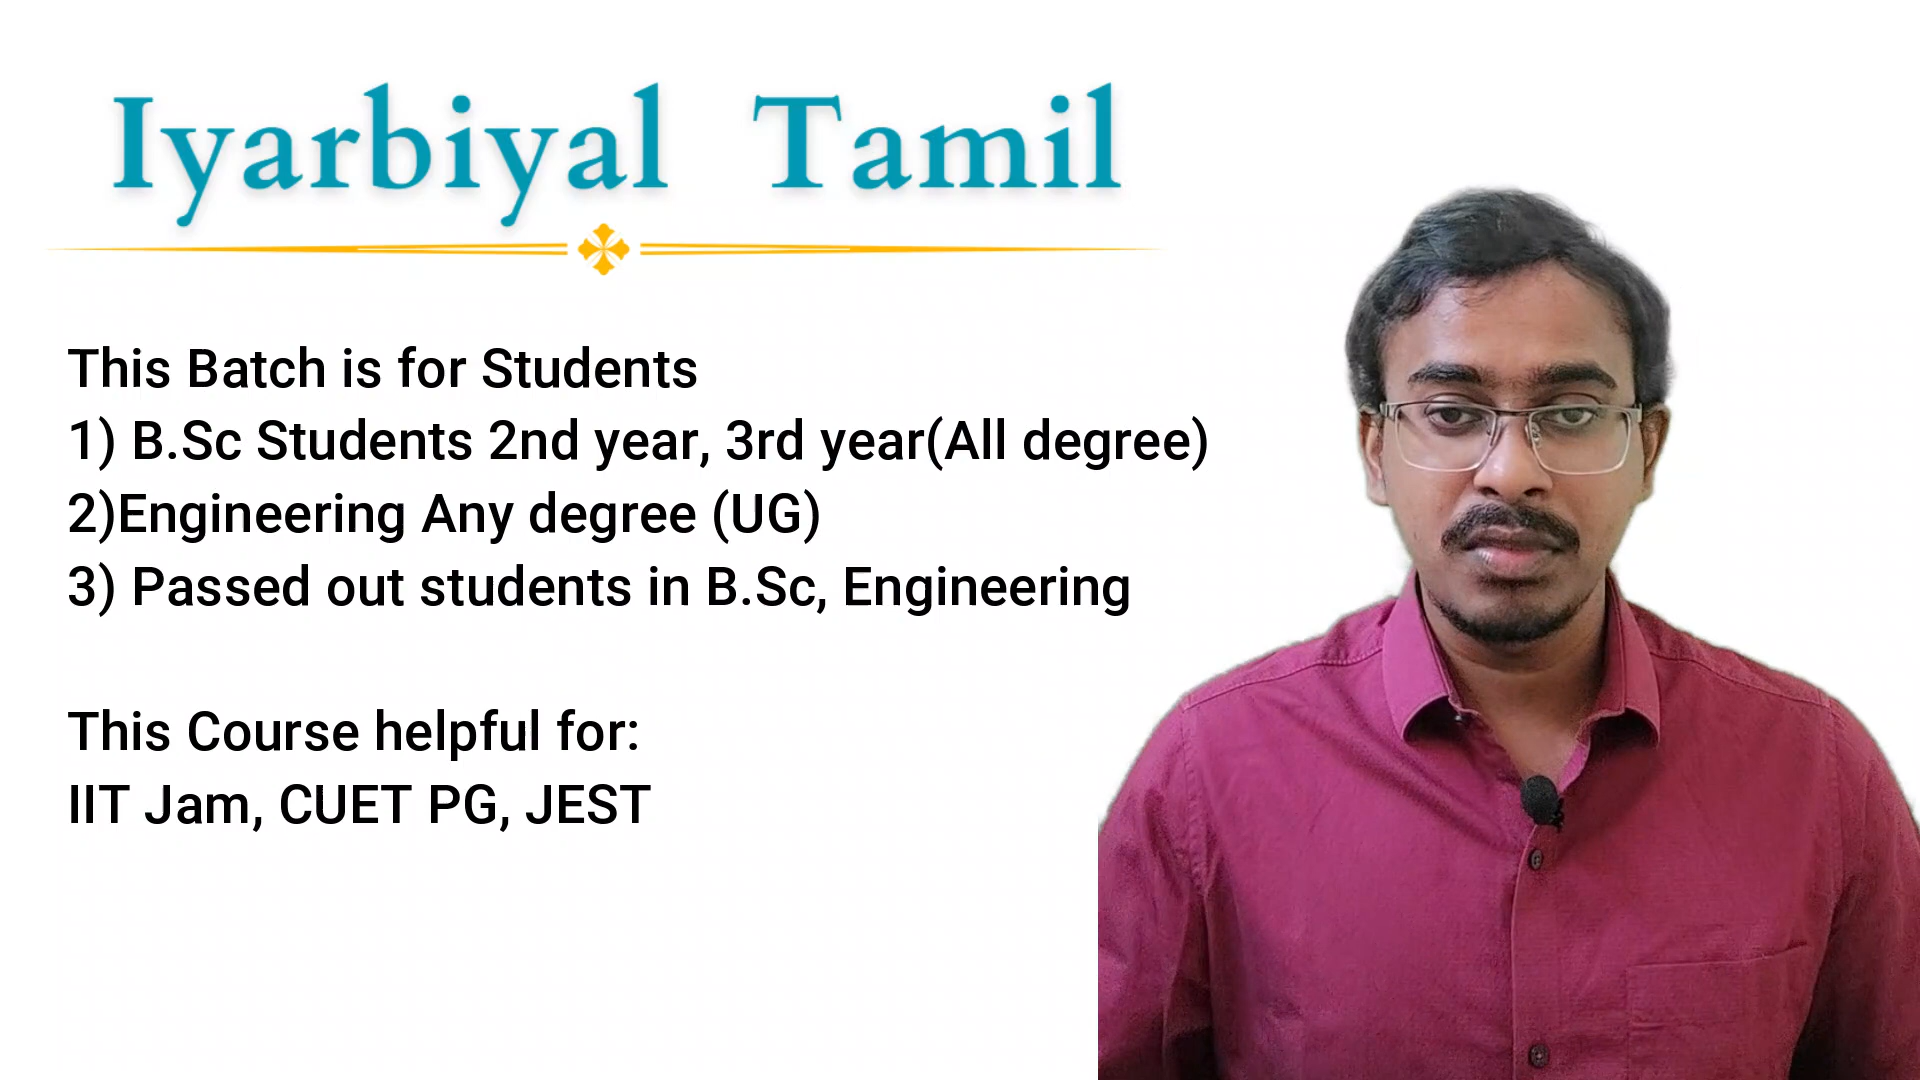 Iyarbiyal Tamil
This Batch is for Students
1) B.Sc Students 2nd year, 3rd year(All degree)
2)Engineering Any degree (UG)
3) Passed out students in B.Sc, Engineering
This Course helpful for:
IIT Jam, CUET PG, JEST